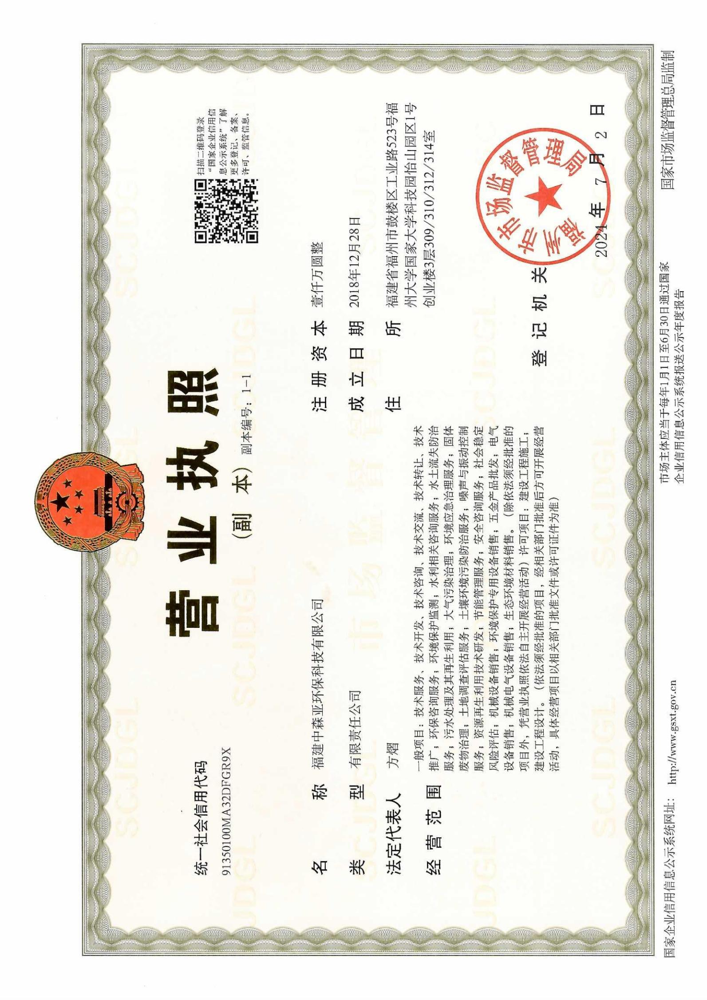 营业执照
(副 本) 副本编号：1-1
统一社会信用代码
91350100MA32DFGR9X
扫描二维码登录
“国家企业信用信
息公示系统”了解
更多登记、备案、
许可、监管信息。
名称 福建中森亚环保科技有限公司
类型 有限责任公司
法定代表人 方熠
经营范围
一般项目：技术服务、技术开发、技术咨询、技术交流、技术转让、技术
推广；环保咨询服务；环境保护监测；水利相关咨询服务；水土流失防治
服务；污水处理及其再生利用；大气污染治理；环境应急治理服务；固体
废物治理；土地调查评估服务；土壤环境污染防治服务；噪声与振动控制
服务；资源再生利用技术研发；节能管理服务；安全咨询服务；社会稳定
风险评估；机械设备销售；环境保护专用设备销售；五金产品批发；电气
设备销售；机械电气设备销售；生态环境材料销售。（除依法须经批准的
项目外，凭营业执照依法自主开展经营活动）许可项目：建设工程施工；
建设工程设计。（依法须经批准的项目，经相关部门批准后方可开展经营
活动，具体经营项目以相关部门批准文件或许可证件为准）
注册资本 壹仟万圆整
成立日期 2018年12月28日
住所 福建省福州市鼓楼区工业路523号福
州大学国家大学科技园怡山园区1号
创业楼3层309/310/312/314室
登记机关
福州市市场监督管理局
2024年7月2日
国家企业信用信息公示系统网址： http://www.gsxt.gov.cn
市场主体应当于每年1月1日至6月30日通过国家
企业信用信息公示系统报送公示年度报告
国家市场监督管理总局监制